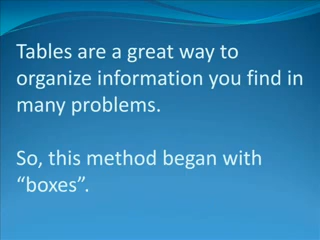 Tables are a great way to
organize information you find in
many problems.
So, this method began with
“boxes”.